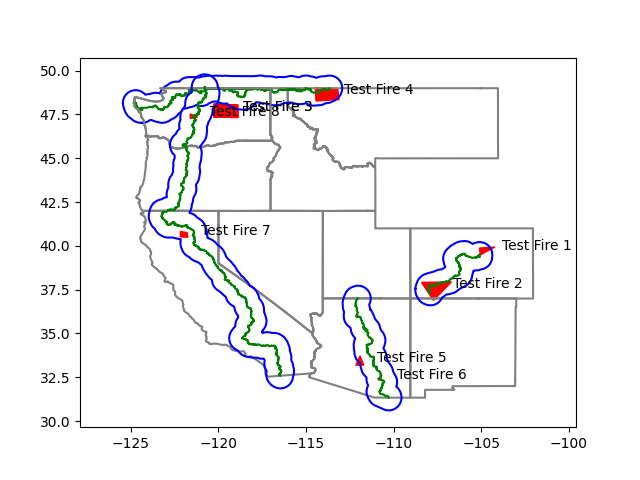 50.0
47.5
45.0
42.5
40.0
37.5
35.0
32.5
30.0
Test Fire 4
Test Fire 3
Test Fire 8
Test Fire 7
Test Fire 1
Test Fire 2
Test Fire 5
Test Fire 6
−125
−120
−115
−110
−105
−100